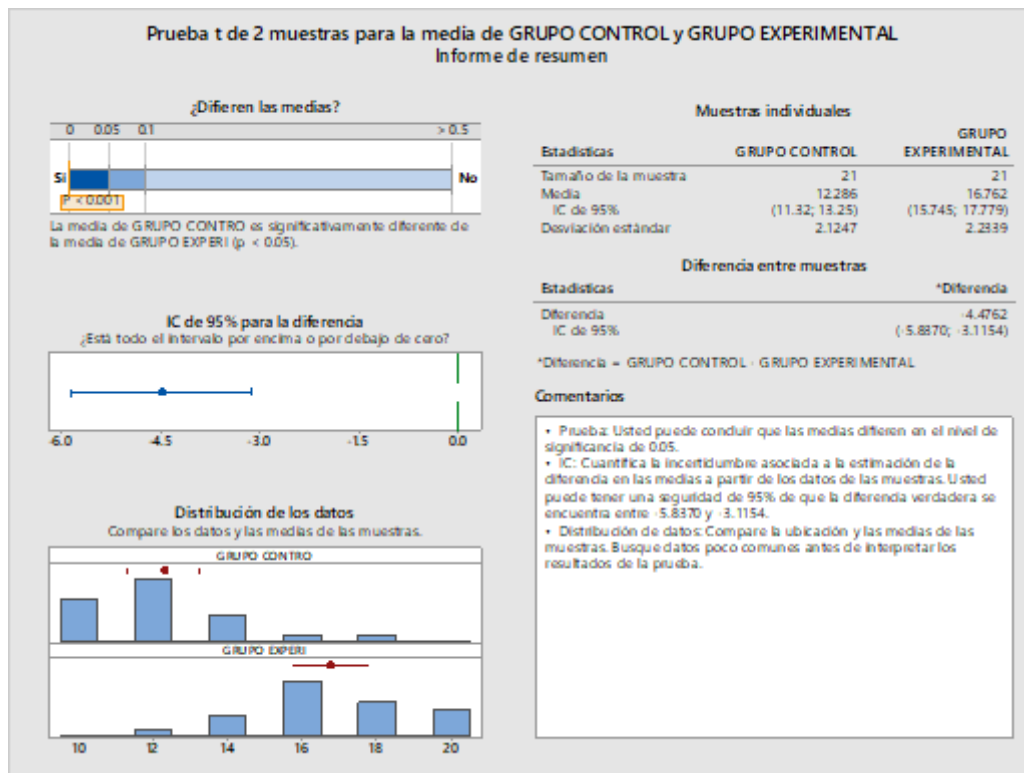 Prueba t de 2 muestras para la media de GRUPO CONTROL y GRUPO EXPERIMENTAL
Informe de resumen
¿Difieren las medias?
0 0.05 0.1 > 0.5
Sí No
P < 0.001
La media de GRUPO CONTRO es significativamente diferente de
la media de GRUPO EXPERI (p < 0.05).
IC de 95% para la diferencia
¿Está todo el intervalo por encima o por debajo de cero?
-6.0 -4.5 -3.0 -1.5 0.0
Distribución de los datos
Compare los datos y las medias de las muestras.
GRUPO CONTRO
GRUPO EXPERI
10 12 14 16 18 20
Muestras individuales
GRUPO
Estadísticas GRUPO CONTROL EXPERIMENTAL
Tamaño de la muestra 21 21
Media 12.286 16.762
IC de 95% (11.32; 13.25) (15.745; 17.779)
Desviación estándar 2.1247 2.2339
Diferencia entre muestras
Estadísticas *Diferencia
Diferencia -4.4762
IC de 95% (-5.8370; -3.1154)
*Diferencia = GRUPO CONTROL - GRUPO EXPERIMENTAL
Comentarios
• Prueba: Usted puede concluir que las medias difieren en el nivel de
significancia de 0.05.
• IC: Cuantifica la incertidumbre asociada a la estimación de la
diferencia en las medias a partir de los datos de las muestras. Usted
puede tener una seguridad de 95% de que la diferencia verdadera se
encuentra entre -5.8370 y -3.1154.
• Distribución de datos: Compare la ubicación y las medias de las
muestras. Busque datos poco comunes antes de interpretar los
resultados de la prueba.